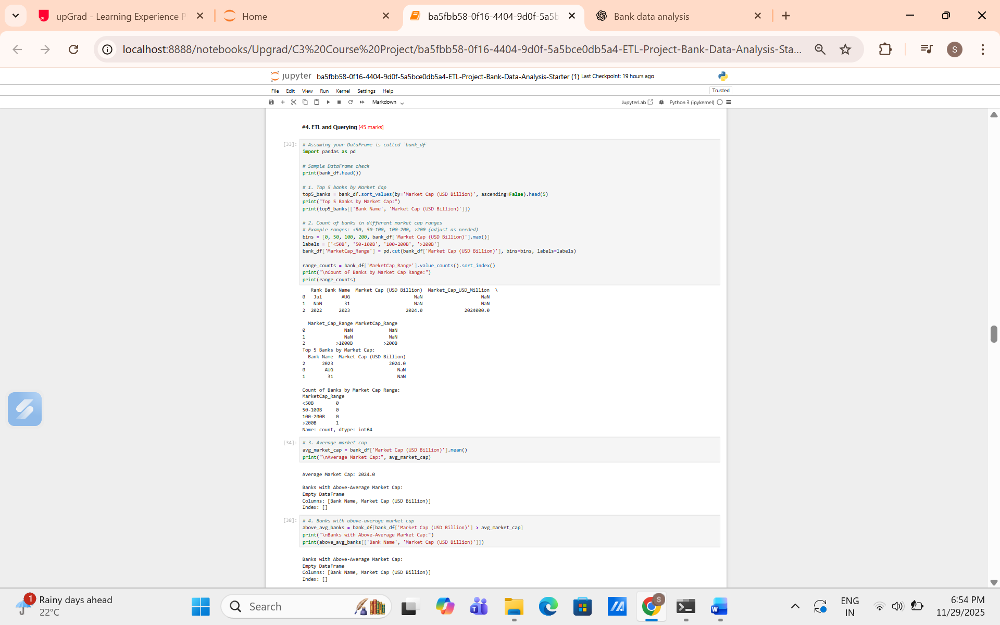 upGrad - Learning Experience P
Home
ba5fbb58-0f16-4404-9d0f-5a5b
Bank data analysis
localhost:8888/notebooks/Upgrad/C3%20Course%20Project/ba5fbb58-0f16-4404-9d0f-5a5bce0db5a4-ETL-Project-Bank-Data-Analysis-Sta...
S
jupyter ba5fbb58-0f16-4404-9d0f-5a5bce0db5a4-ETL-Project-Bank-Data-Analysis-Starter (1) Last Checkpoint: 19 hours ago
File Edit View Run Kernel Settings Help
Trusted
Markdown
JupyterLab
Python 3 (ipykernel)
#4. ETL and Querying [45 marks]
[33]:
# Assuming your DataFrame is called `bank_df`
import pandas as pd
# Sample DataFrame check
print(bank_df.head())
# 1. Top 5 banks by Market Cap
top5_banks = bank_df.sort_values(by='Market Cap (USD Billion)', ascending=False).head(5)
print("Top 5 Banks by Market Cap:")
print(top5_banks[['Bank Name', 'Market Cap (USD Billion)']])
# 2. Count of banks in different market cap ranges
# Example ranges: <50, 50-100, 100-200, >200 (adjust as needed)
bins = [0, 50, 100, 200, bank_df['Market Cap (USD Billion)'].max()]
labels = ['<50B', '50-100B', '100-200B', '>200B']
bank_df['MarketCap_Range'] = pd.cut(bank_df['Market Cap (USD Billion)'], bins=bins, labels=labels)
range_counts = bank_df['MarketCap_Range'].value_counts().sort_index()
print("\nCount of Banks by Market Cap Range:")
print(range_counts)
Rank Bank Name Market Cap (USD Billion) Market_Cap_USD_Million \
0 Jul AUG NaN NaN
1 NaN 31 NaN NaN
2 2022 2023 2024.0 2024000.0
Market_Cap_Range MarketCap_Range
0 NaN NaN
1 NaN NaN
2 >1000B >200B
Top 5 Banks by Market Cap:
Bank Name Market Cap (USD Billion)
2 2023 2024.0
0 AUG NaN
1 31 NaN
Count of Banks by Market Cap Range:
MarketCap_Range
<50B 0
50-100B 0
100-200B 0
>200B 1
Name: count, dtype: int64
[34]:
# 3. Average market cap
avg_market_cap = bank_df['Market Cap (USD Billion)'].mean()
print("\nAverage Market Cap:", avg_market_cap)
Average Market Cap: 2024.0
Banks with Above-Average Market Cap:
Empty DataFrame
Columns: [Bank Name, Market Cap (USD Billion)]
Index: []
[38]:
# 4. Banks with above-average market cap
above_avg_banks = bank_df[bank_df['Market Cap (USD Billion)'] > avg_market_cap]
print("\nBanks with Above-Average Market Cap:")
print(above_avg_banks[['Bank Name', 'Market Cap (USD Billion)']])
Banks with Above-Average Market Cap:
Empty DataFrame
Columns: [Bank Name, Market Cap (USD Billion)]
Index: []
1
Rainy days ahead
22°C
Search
S
ENG
IN
6:54 PM
11/29/2025